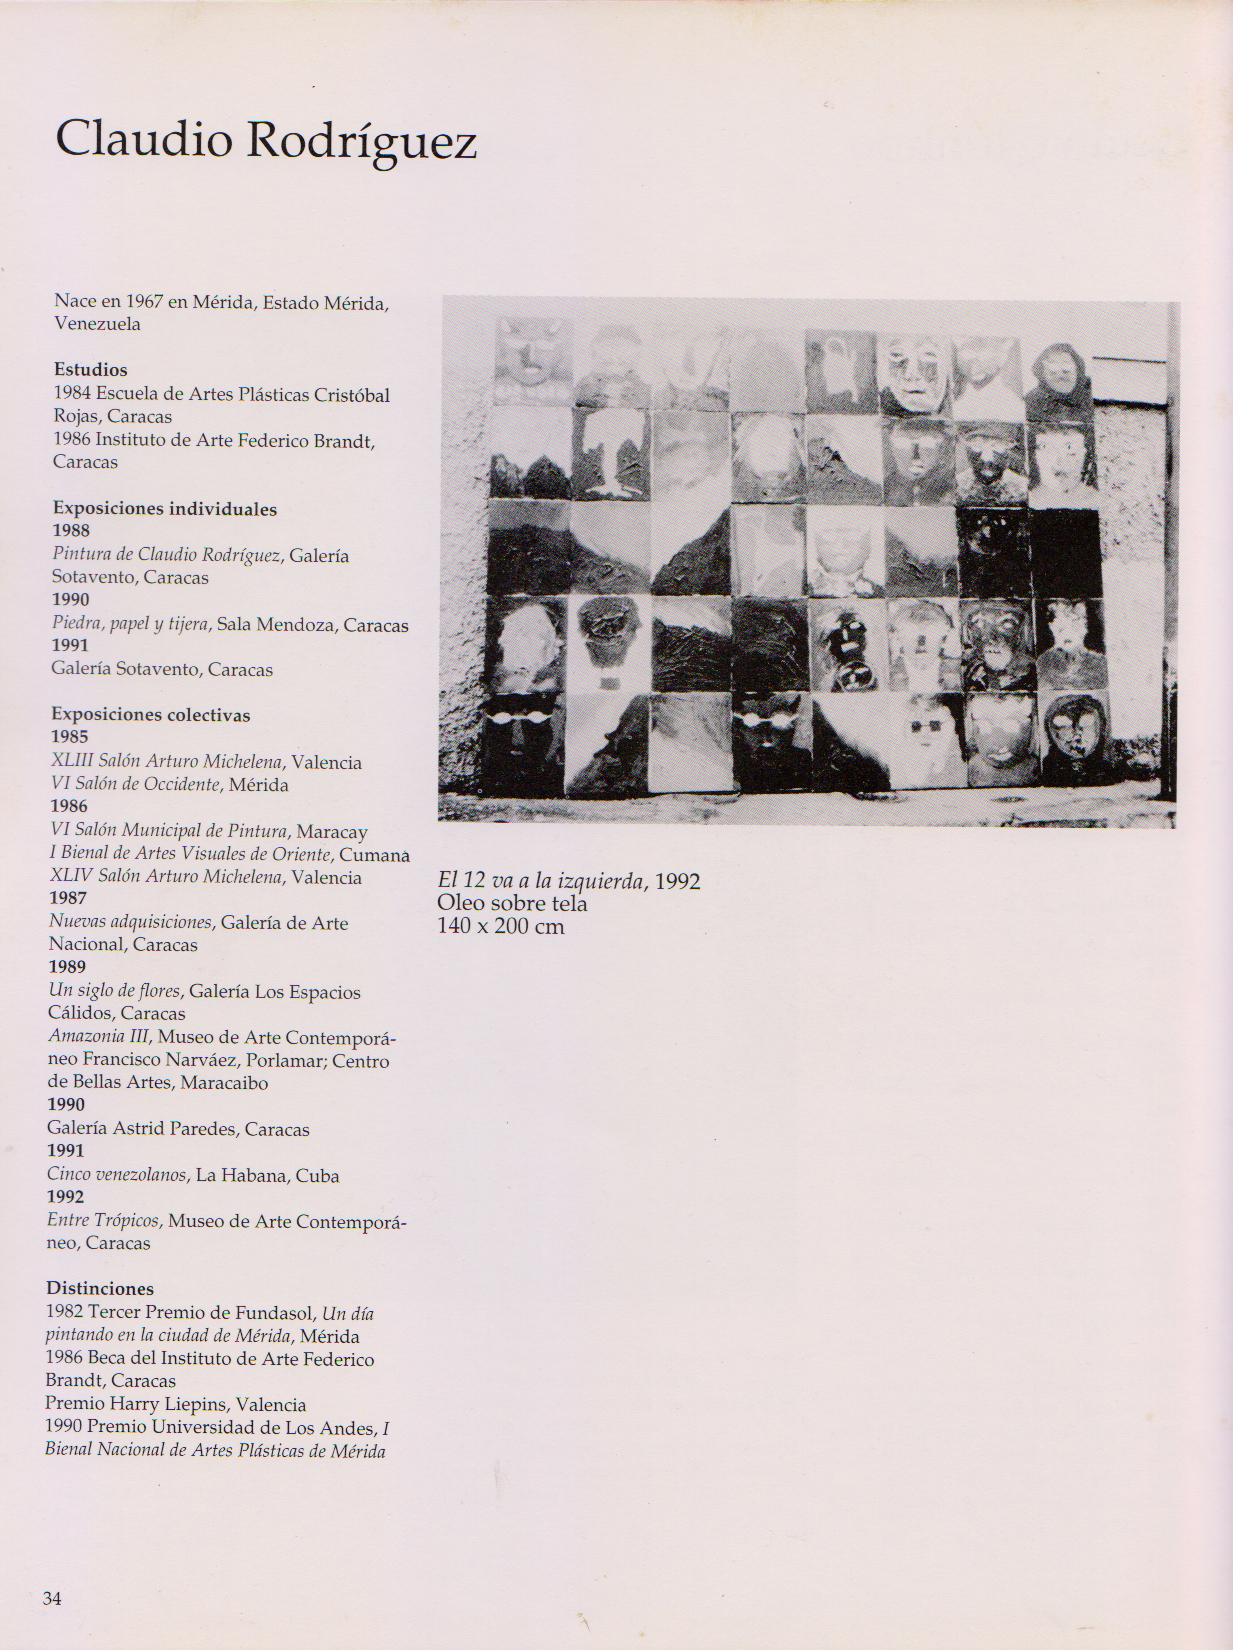 Claudio Rodríguez
Nace en 1967 en Mérida, Estado Mérida,
Venezuela
Estudios
1984 Escuela de Artes Plásticas Cristóbal
Rojas, Caracas
1986 Instituto de Arte Federico Brandt,
Caracas
Exposiciones individuales
1988
Pintura de Claudio Rodríguez, Galería
Sotavento, Caracas
1990
Piedra, papel y tijera, Sala Mendoza, Caracas
1991
Galería Sotavento, Caracas
Exposiciones colectivas
1985
XLIII Salón Arturo Michelena, Valencia
VI Salón de Occidente, Mérida
1986
VI Salón Municipal de Pintura, Maracay
I Bienal de Artes Visuales de Oriente, Cumaná
XLIV Salón Arturo Michelena, Valencia
1987
Nuevas adquisiciones, Galería de Arte
Nacional, Caracas
1989
Un siglo de flores, Galería Los Espacios
Cálidos, Caracas
Amazonia III, Museo de Arte Contemporá-
neo Francisco Narváez, Porlamar; Centro
de Bellas Artes, Maracaibo
1990
Galería Astrid Paredes, Caracas
1991
Cinco venezolanos, La Habana, Cuba
1992
Entre Trópicos, Museo de Arte Contemporá-
neo, Caracas
Distinciones
1982 Tercer Premio de Fundasol, Un día
pintando en la ciudad de Mérida, Mérida
1986 Beca del Instituto de Arte Federico
Brandt, Caracas
Premio Harry Liepins, Valencia
1990 Premio Universidad de Los Andes, I
Bienal Nacional de Artes Plásticas de Mérida
El 12 va a la izquierda, 1992
Oleo sobre tela
140 x 200 cm
34